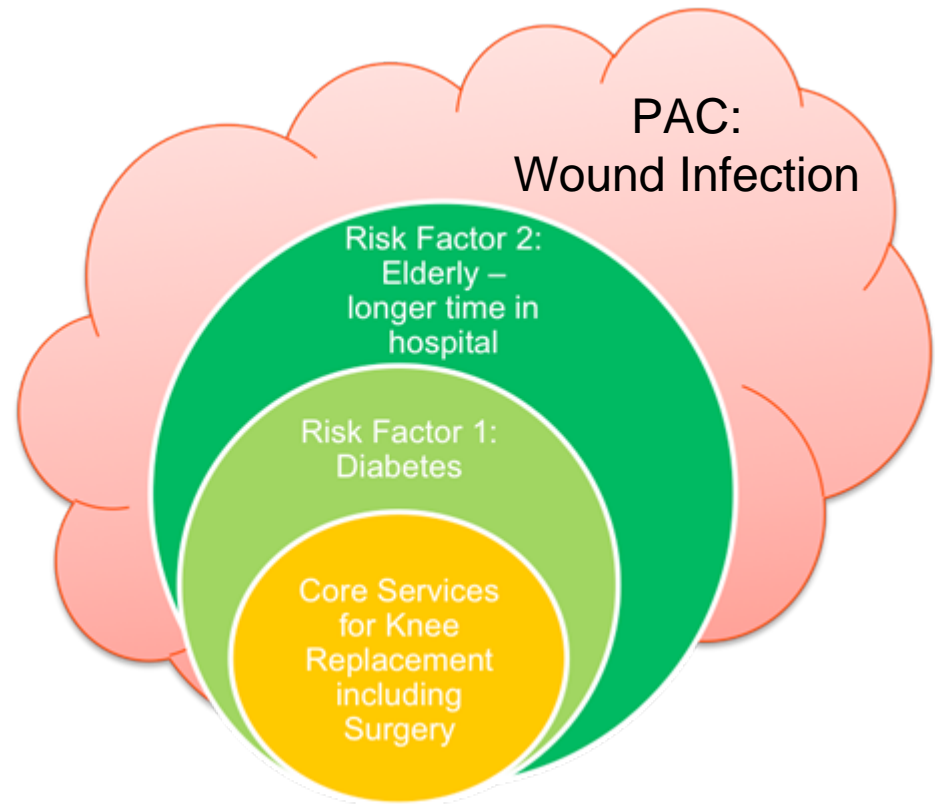 PAC:
Wound Infection
Risk Factor 2:
Elderly –
longer time in
hospital
Risk Factor 1:
Diabetes
Core Services
for Knee
Replacement
including
Surgery